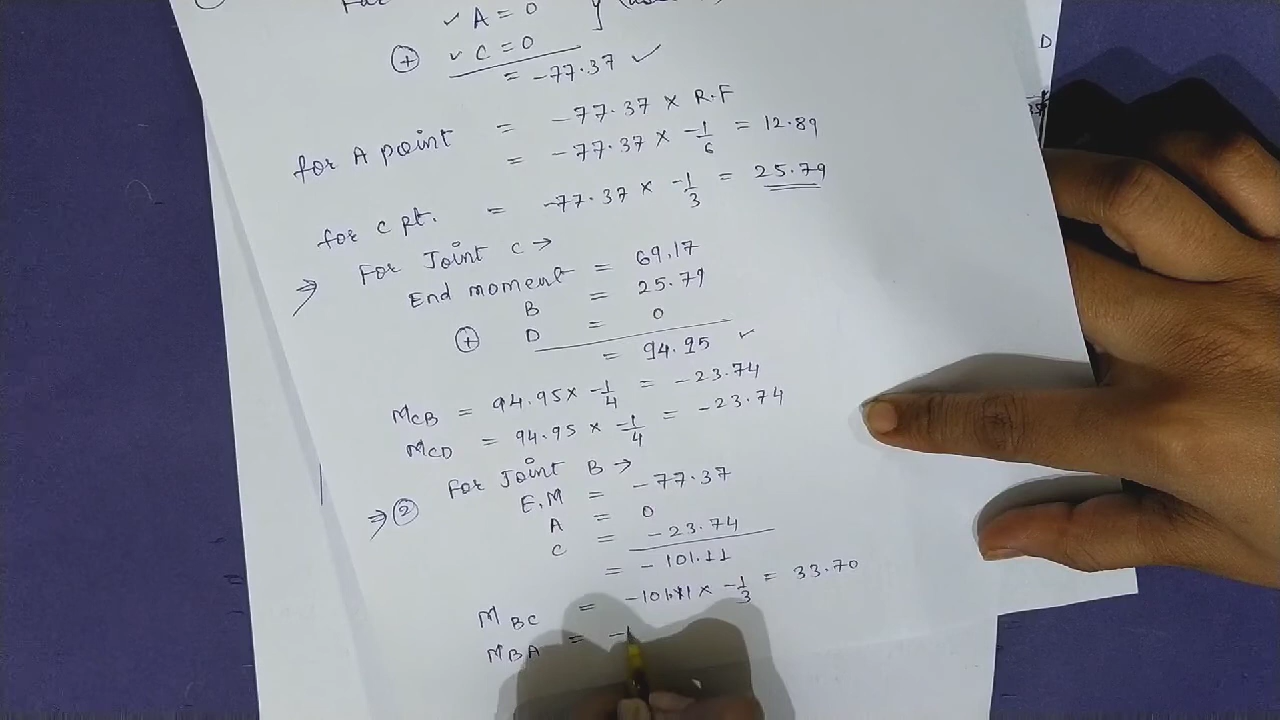 ✓ A = 0
⊕ ✓ C = 0
= -77.37 ✓
for A point = -77.37 × R.F
= -77.37 × -1/6 = 12.89
for C pt. = -77.37 × -1/3 = 25.79
⇒ For Joint C →
End moment = 69.17
B = 25.79
⊕ D = 0
= 94.95 ✓
MCB = 94.95 × -1/4 = -23.74
MCD = 94.95 × -1/4 = -23.74
⇒ ② For Joint B →
E.M = -77.37
A = 0
C = -23.74
= -101.11
MBC = -101.11 × -1/3 = 33.70
MBA = -
D